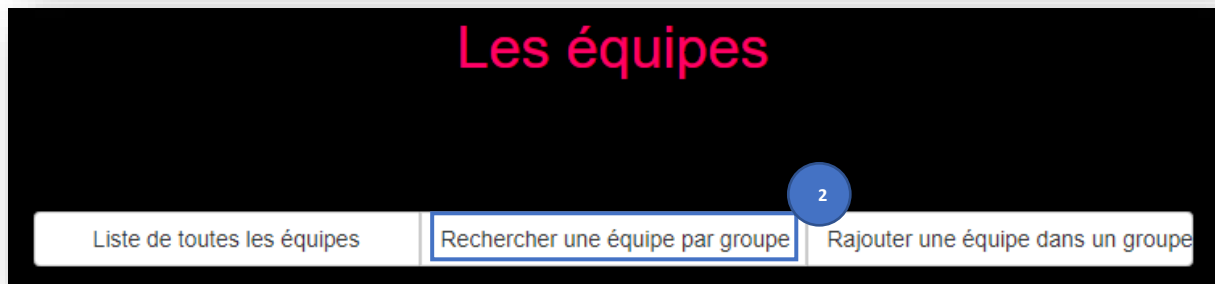 Les équipes
2
Liste de toutes les équipes
Rechercher une équipe par groupe
Rajouter une équipe dans un groupe